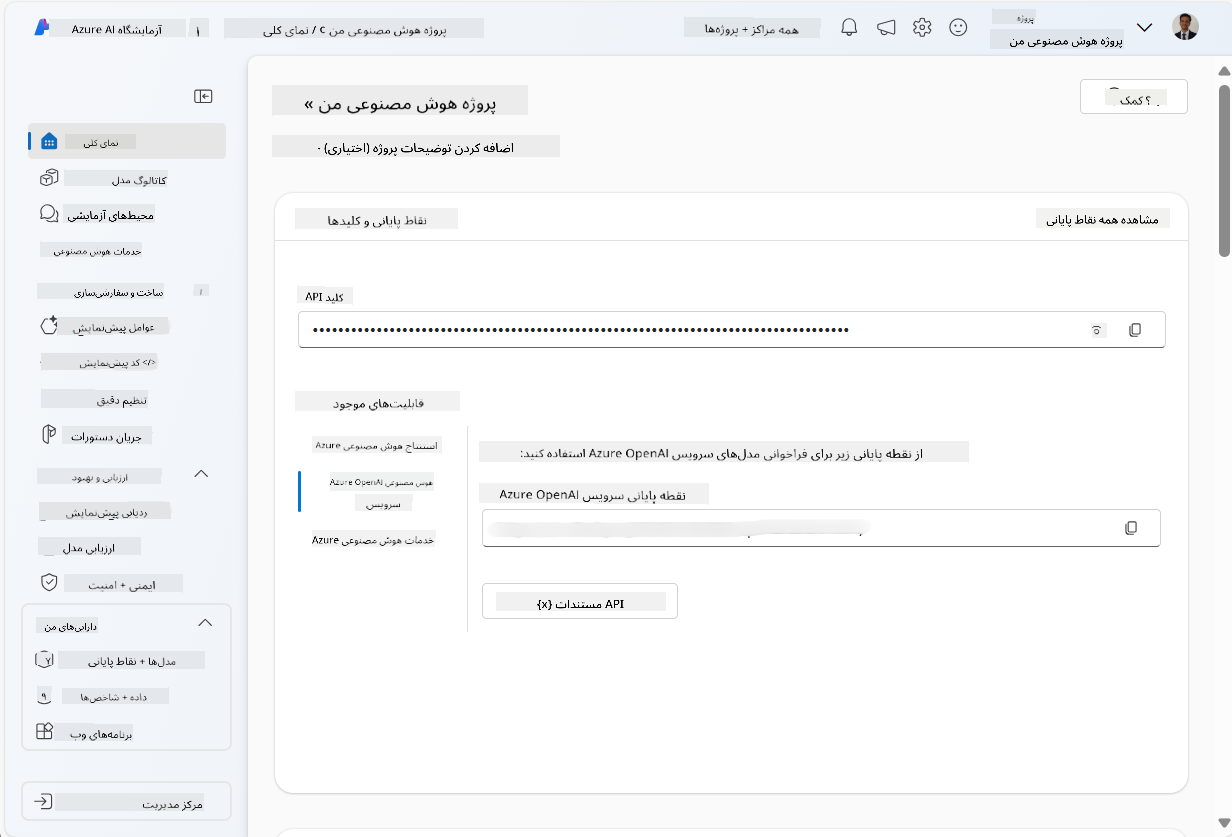 آزمایشگاه Azure AI
۱
پروژه هوش مصنوعی من C / نمای کلی
همه مراکز + پروژه‌ها
پروژه
پروژه هوش مصنوعی من
پروژه هوش مصنوعی من »
؟ کمک
اضافه کردن توضیحات پروژه (اختیاری) ·
نمای کلی
کاتالوگ مدل
محیط‌های آزمایشی
خدمات هوش مصنوعی
ساخت و سفارشی‌سازی
عوامل پیش‌نمایش
</> کد پیش‌نمایش
تنظیم دقیق
جریان دستورات
ارزیابی و بهبود
ردیابی پیش‌نمایش
ارزیابی مدل
ایمنی + امنیت
دارایی‌های من
مدل‌ها + نقاط پایانی
داده + شاخص‌ها
برنامه‌های وب
مرکز مدیریت
نقاط پایانی و کلیدها
مشاهده همه نقاط پایانی
کلید API
قابلیت‌های موجود
استنتاج هوش مصنوعی Azure
هوش مصنوعی Azure OpenAI
سرویس
خدمات هوش مصنوعی Azure
از نقطه پایانی زیر برای فراخوانی مدل‌های سرویس Azure OpenAI استفاده کنید:
نقطه پایانی سرویس Azure OpenAI
API مستندات {x}